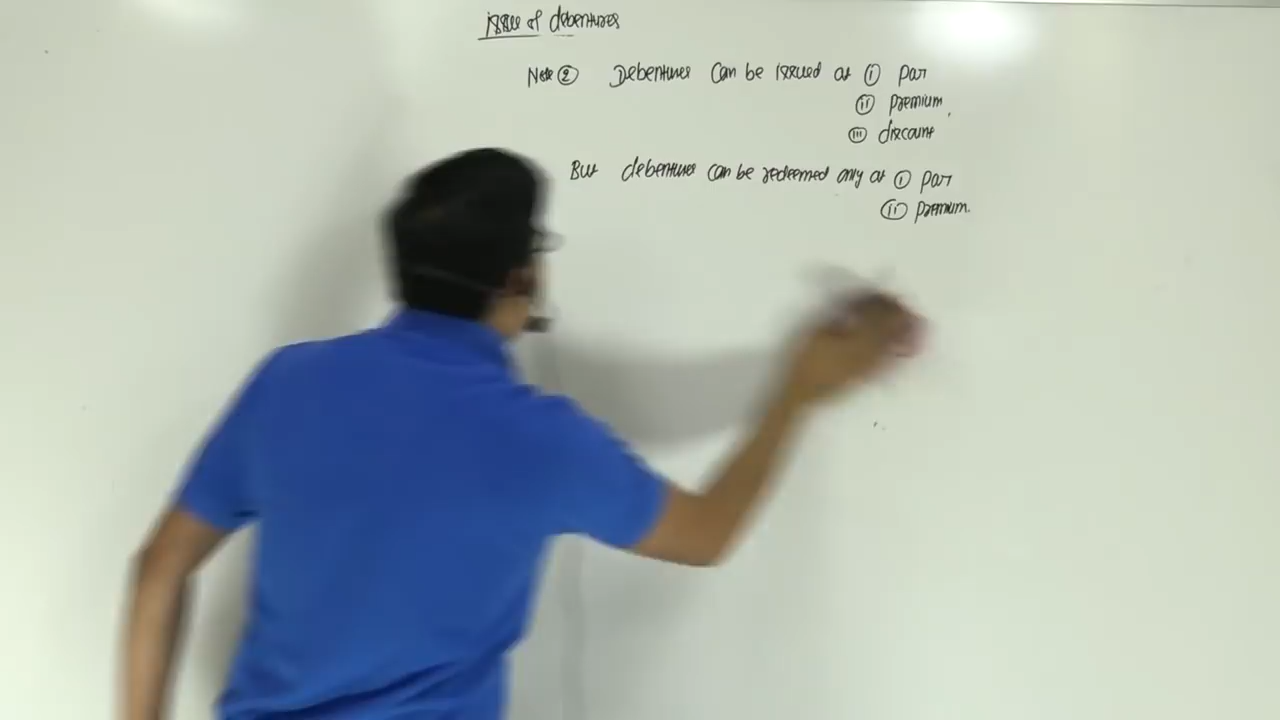 issue of debentures
Note ② Debentures can be issued at ⓘ par
ⓘⓘ premium
ⓘⓘⓘ discount
But debentures can be redeemed only at ⓘ par
ⓘⓘ premium.